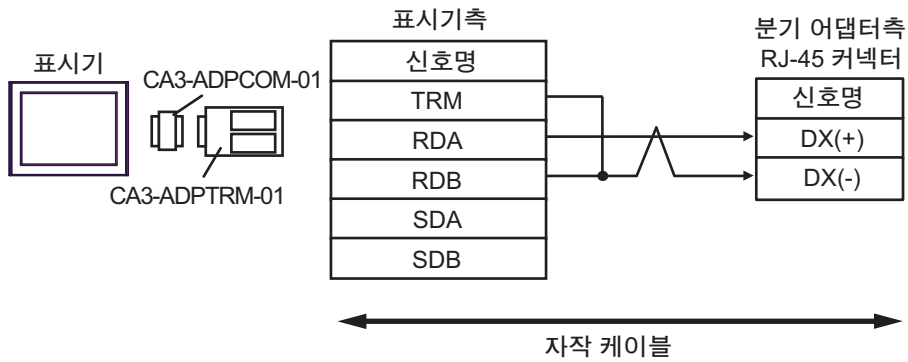 표시기
CA3-ADPCOM-01
CA3-ADPTRM-01
표시기측
신호명
TRM
RDA
RDB
SDA
SDB
분기 어댑터측
RJ-45 커넥터
신호명
DX(+)
DX(-)
자작 케이블